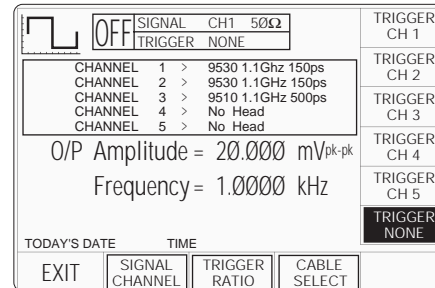 OFF
SIGNAL CH1 50Ω
TRIGGER NONE
CHANNEL 1 > 9530 1.1Ghz 150ps
CHANNEL 2 > 9530 1.1Ghz 150ps
CHANNEL 3 > 9510 1.1GHz 500ps
CHANNEL 4 > No Head
CHANNEL 5 > No Head
O/P Amplitude = 20.000 mVpk-pk
Frequency = 1.0000 kHz
TODAY'S DATE TIME
EXIT
SIGNAL
CHANNEL
TRIGGER
RATIO
CABLE
SELECT
TRIGGER
CH 1
TRIGGER
CH 2
TRIGGER
CH 3
TRIGGER
CH 4
TRIGGER
CH 5
TRIGGER
NONE